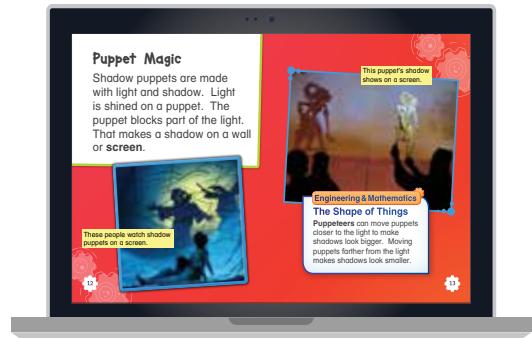 Puppet Magic
Shadow puppets are made
with light and shadow. Light
is shined on a puppet. The
puppet blocks part of the light.
That makes a shadow on a wall
or screen.
These people watch shadow
puppets on a screen.
12
This puppet's shadow
shows on a screen.
Engineering & Mathematics
The Shape of Things
Puppeteers can move puppets
closer to the light to make
shadows look bigger. Moving
puppets farther from the light
makes shadows look smaller.
13